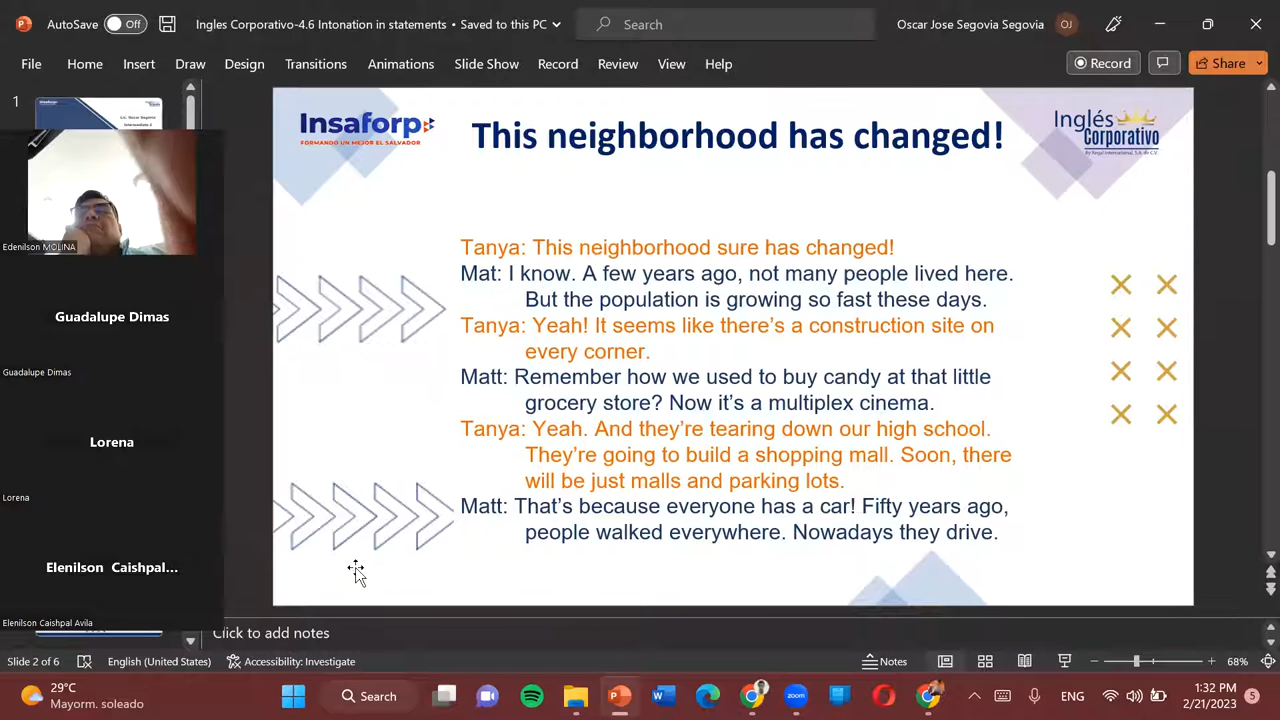 AutoSave Off Ingles Corporativo-4.6 Intonation in statements • Saved to this PC Search Oscar Jose Segovia Segovia OJ
File Home Insert Draw Design Transitions Animations Slide Show Record Review View Help Record Share
1
Insaforp
FORMANDO UN MEJOR EL SALVADOR
This neighborhood has changed!
Inglés
Corporativo
By Regal International, S.A. de C.V.
Tanya: This neighborhood sure has changed!
Mat: I know. A few years ago, not many people lived here.
But the population is growing so fast these days.
Tanya: Yeah! It seems like there’s a construction site on
every corner.
Matt: Remember how we used to buy candy at that little
grocery store? Now it’s a multiplex cinema.
Tanya: Yeah. And they’re tearing down our high school.
They’re going to build a shopping mall. Soon, there
will be just malls and parking lots.
Matt: That’s because everyone has a car! Fifty years ago,
people walked everywhere. Nowadays they drive.
Edenilson MOLINA
Guadalupe Dimas
Guadalupe Dimas
Lorena
Lorena
Elenilson Caishpal...
Elenilson Caishpal Avila
Click to add notes
Slide 2 of 6 English (United States) Accessibility: Investigate Notes 68%
29°C
Mayorm. soleado
Search
zoom
ENG
1:32 PM
2/21/2023
5